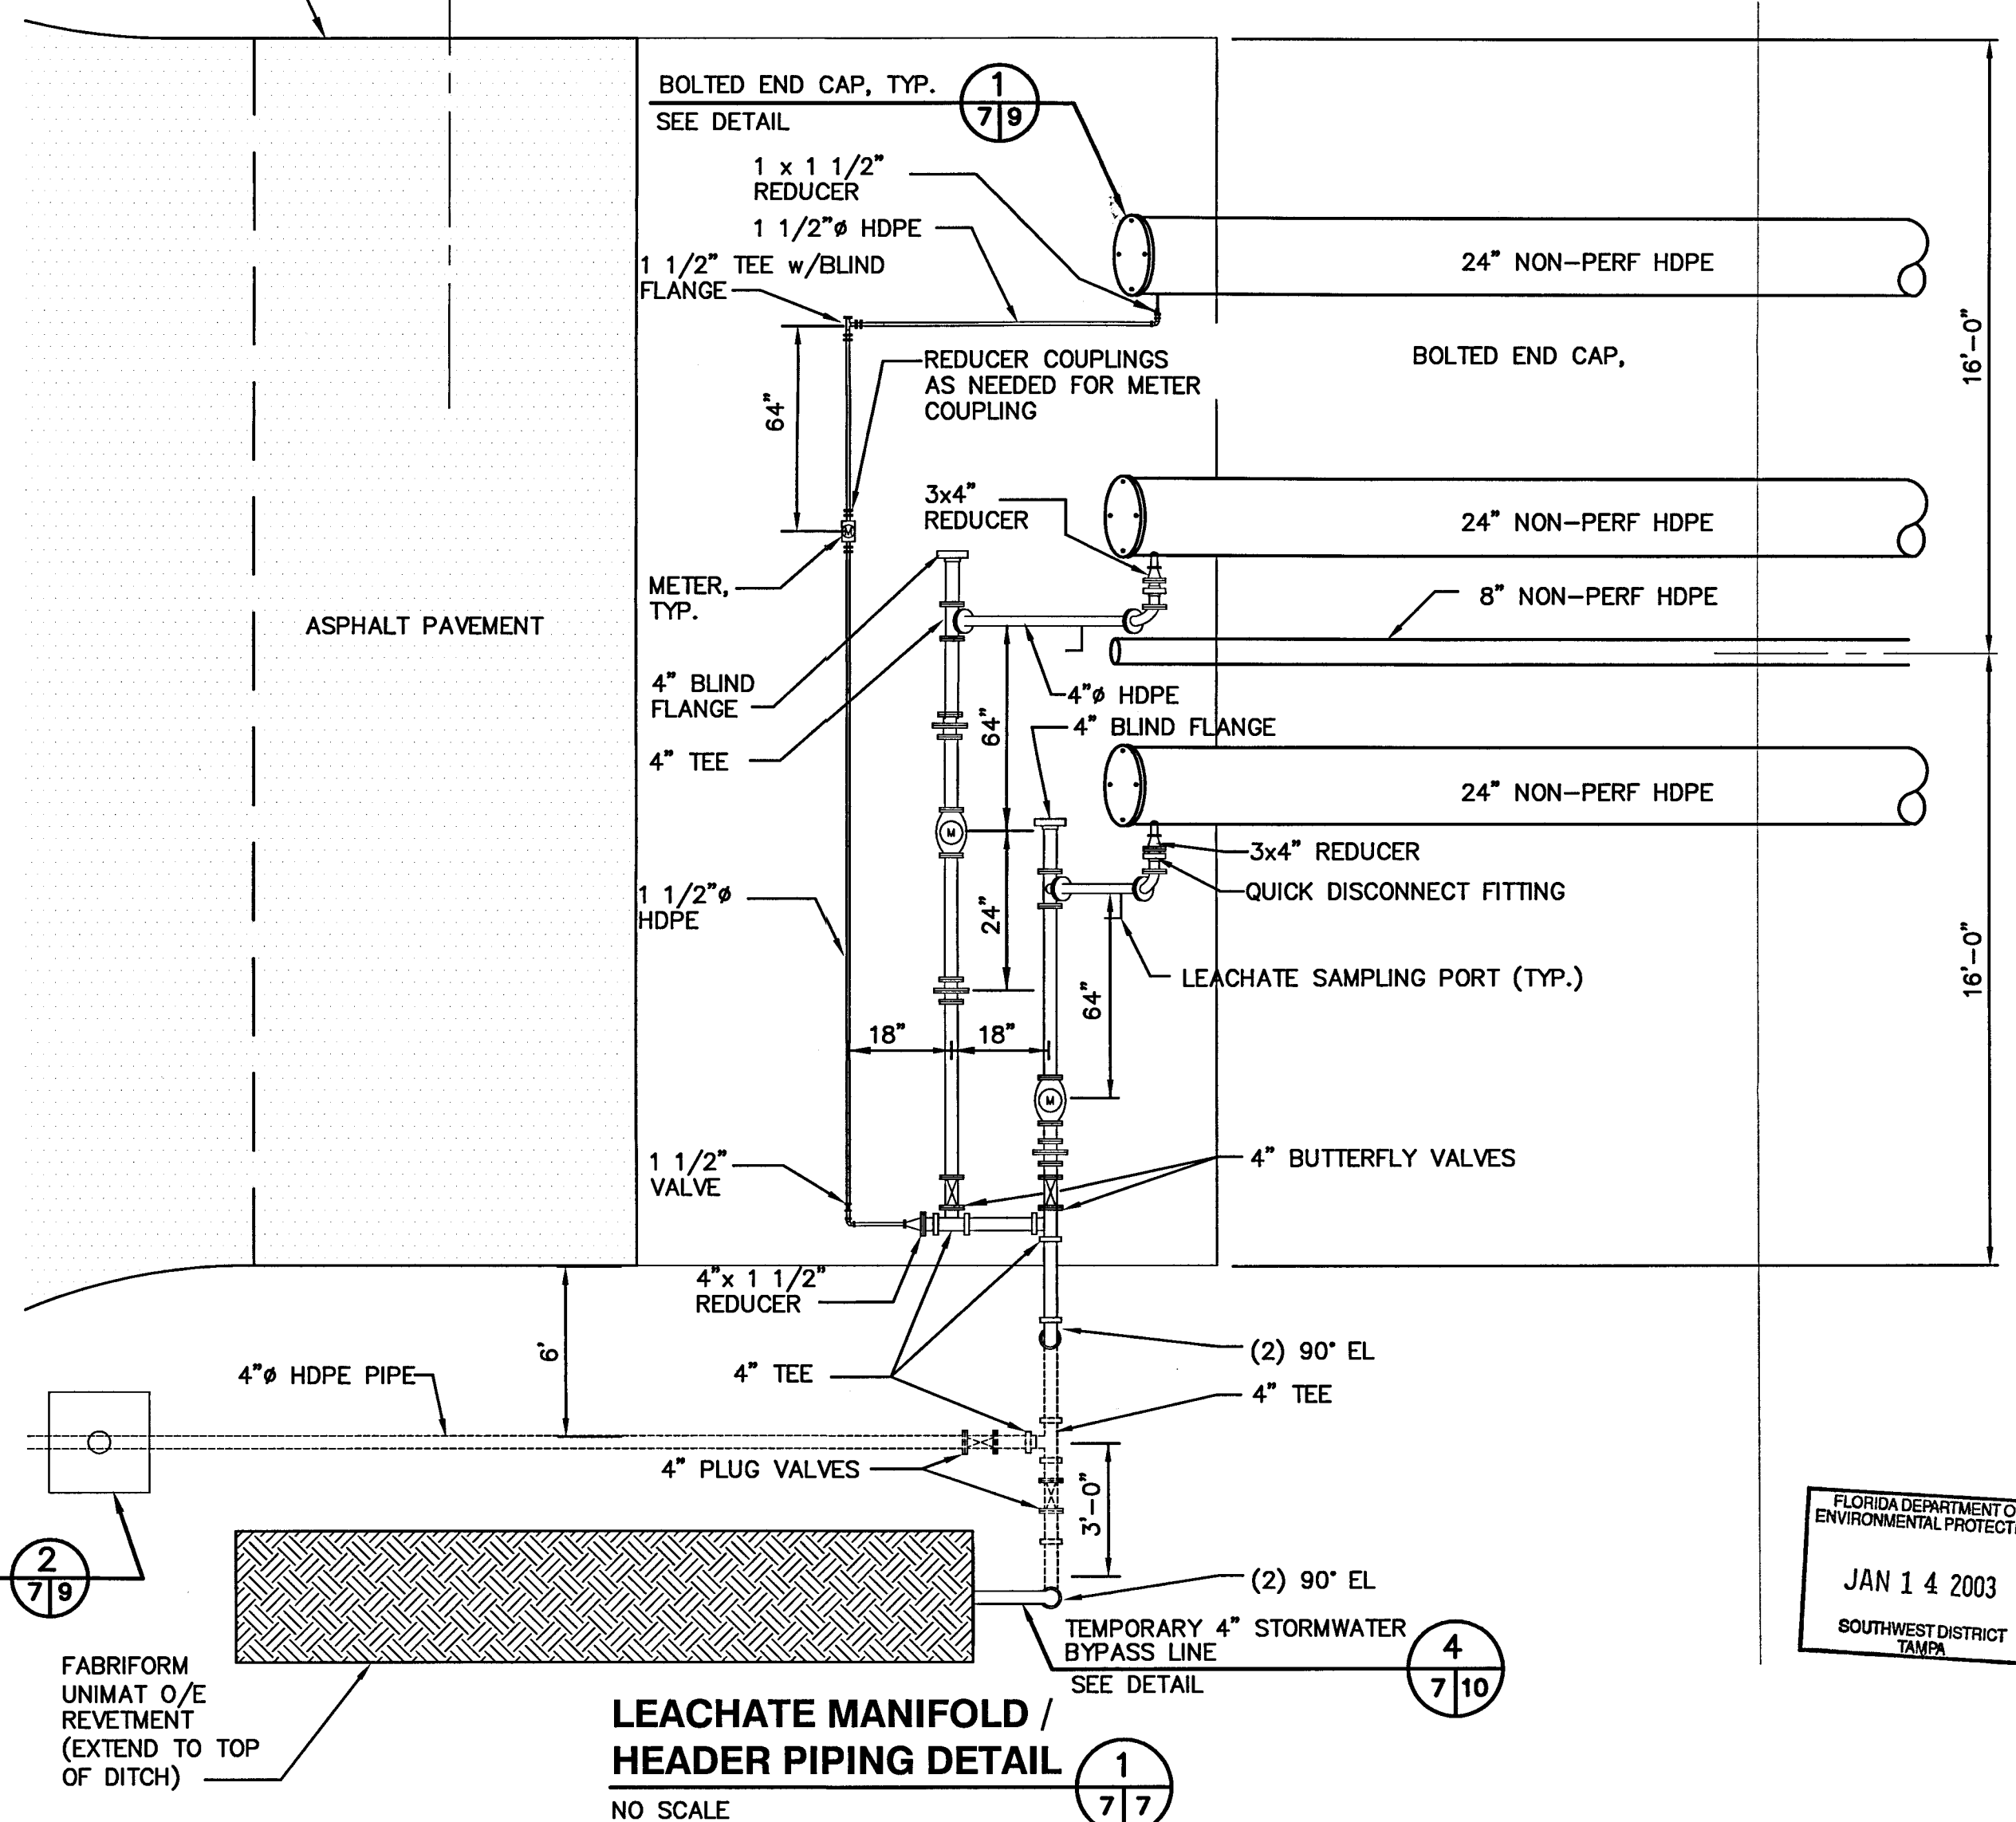 BOLTED END CAP, TYP.
SEE DETAIL
1
7 9
1 x 1 1/2"
REDUCER
1 1/2"ø HDPE
1 1/2" TEE w/BLIND
FLANGE
24" NON-PERF HDPE
BOLTED END CAP,
16'-0"
REDUCER COUPLINGS
AS NEEDED FOR METER
COUPLING
64"
3x4"
REDUCER
24" NON-PERF HDPE
METER,
TYP.
M
ASPHALT PAVEMENT
8" NON-PERF HDPE
4" BLIND
FLANGE
4"ø HDPE
4" BLIND FLANGE
64"
4" TEE
24" NON-PERF HDPE
M
3x4" REDUCER
QUICK DISCONNECT FITTING
1 1/2"ø
HDPE
24"
LEACHATE SAMPLING PORT (TYP.)
64"
16'-0"
18"
18"
M
1 1/2"
VALVE
4" BUTTERFLY VALVES
4"x 1 1/2"
REDUCER
6'
(2) 90° EL
4"ø HDPE PIPE
4" TEE
4" TEE
4" PLUG VALVES
3'-0"
2
7 9
(2) 90° EL
TEMPORARY 4" STORMWATER
BYPASS LINE
SEE DETAIL
4
7 10
FABRIFORM
UNIMAT O/E
REVETMENT
(EXTEND TO TOP
OF DITCH)
LEACHATE MANIFOLD /
HEADER PIPING DETAIL
1
7 7
NO SCALE
FLORIDA DEPARTMENT O
ENVIRONMENTAL PROTECTI
JAN 14 2003
SOUTHWEST DISTRICT
TAMPA